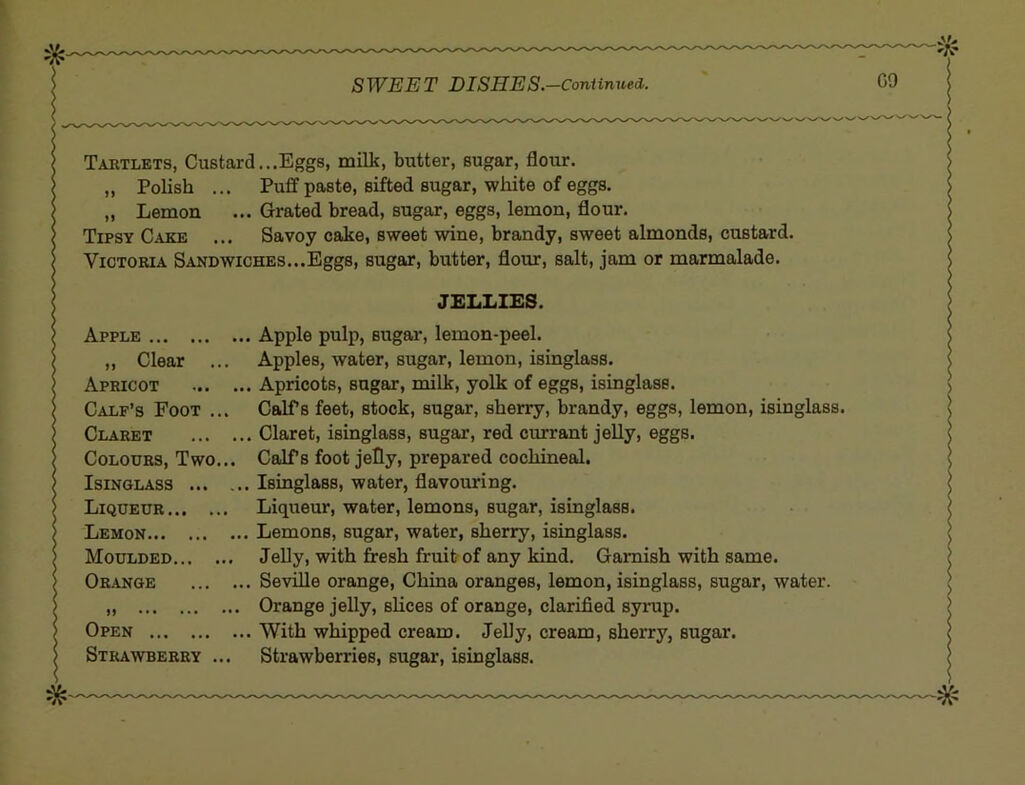 SWEET DISHES.—Continued. 69
TARTLETS, Custard...Eggs, milk, butter, sugar, flour.
„ Polish ... Puff paste, sifted sugar, white of eggs.
„ Lemon ... Grated bread, sugar, eggs, lemon, flour.
TIPSY CAKE ... Savoy cake, sweet wine, brandy, sweet almonds, custard.
VICTORIA SANDWICHES...Eggs, sugar, butter, flour, salt, jam or marmalade.
JELLIES.
APPLE ... ... ... Apple pulp, sugar, lemon-peel.
„ Clear ... Apples, water, sugar, lemon, isinglass.
APRICOT ... ... Apricots, sugar, milk, yolk of eggs, isinglass.
CALF'S FOOT ... Calf's feet, stock, sugar, sherry, brandy, eggs, lemon, isinglass.
CLARET ... ... Claret, isinglass, sugar, red currant jelly, eggs.
COLOURS, TWO... Calf's foot jelly, prepared cochineal.
ISINGLASS ... ... Isinglass, water, flavouring.
LIQUEUR... ... Liqueur, water, lemons, sugar, isinglass.
LEMON... ... ... Lemons, sugar, water, sherry, isinglass.
MOULDED... ... Jelly, with fresh fruit of any kind. Garnish with same.
ORANGE ... ... Seville orange, China oranges, lemon, isinglass, sugar, water.
„ ... ... ... Orange jelly, slices of orange, clarified syrup.
OPEN ... ... ... With whipped cream. Jelly, cream, sherry, sugar.
STRAWBERRY ... Strawberries, sugar, isinglass.